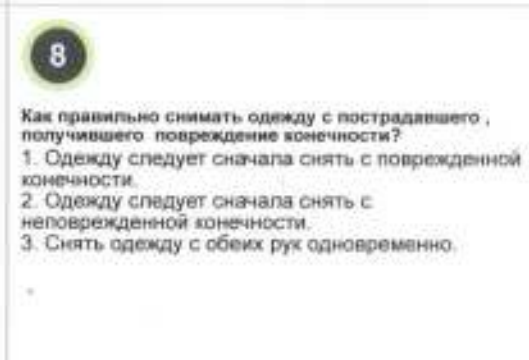 8
Как правильно снимать одежду с пострадавшего ,
получившего повреждение конечности?
1. Одежду следует сначала снять с поврежденной
конечности.
2. Одежду следует сначала снять с
неповрежденной конечности.
3. Снять одежду с обеих рук одновременно.